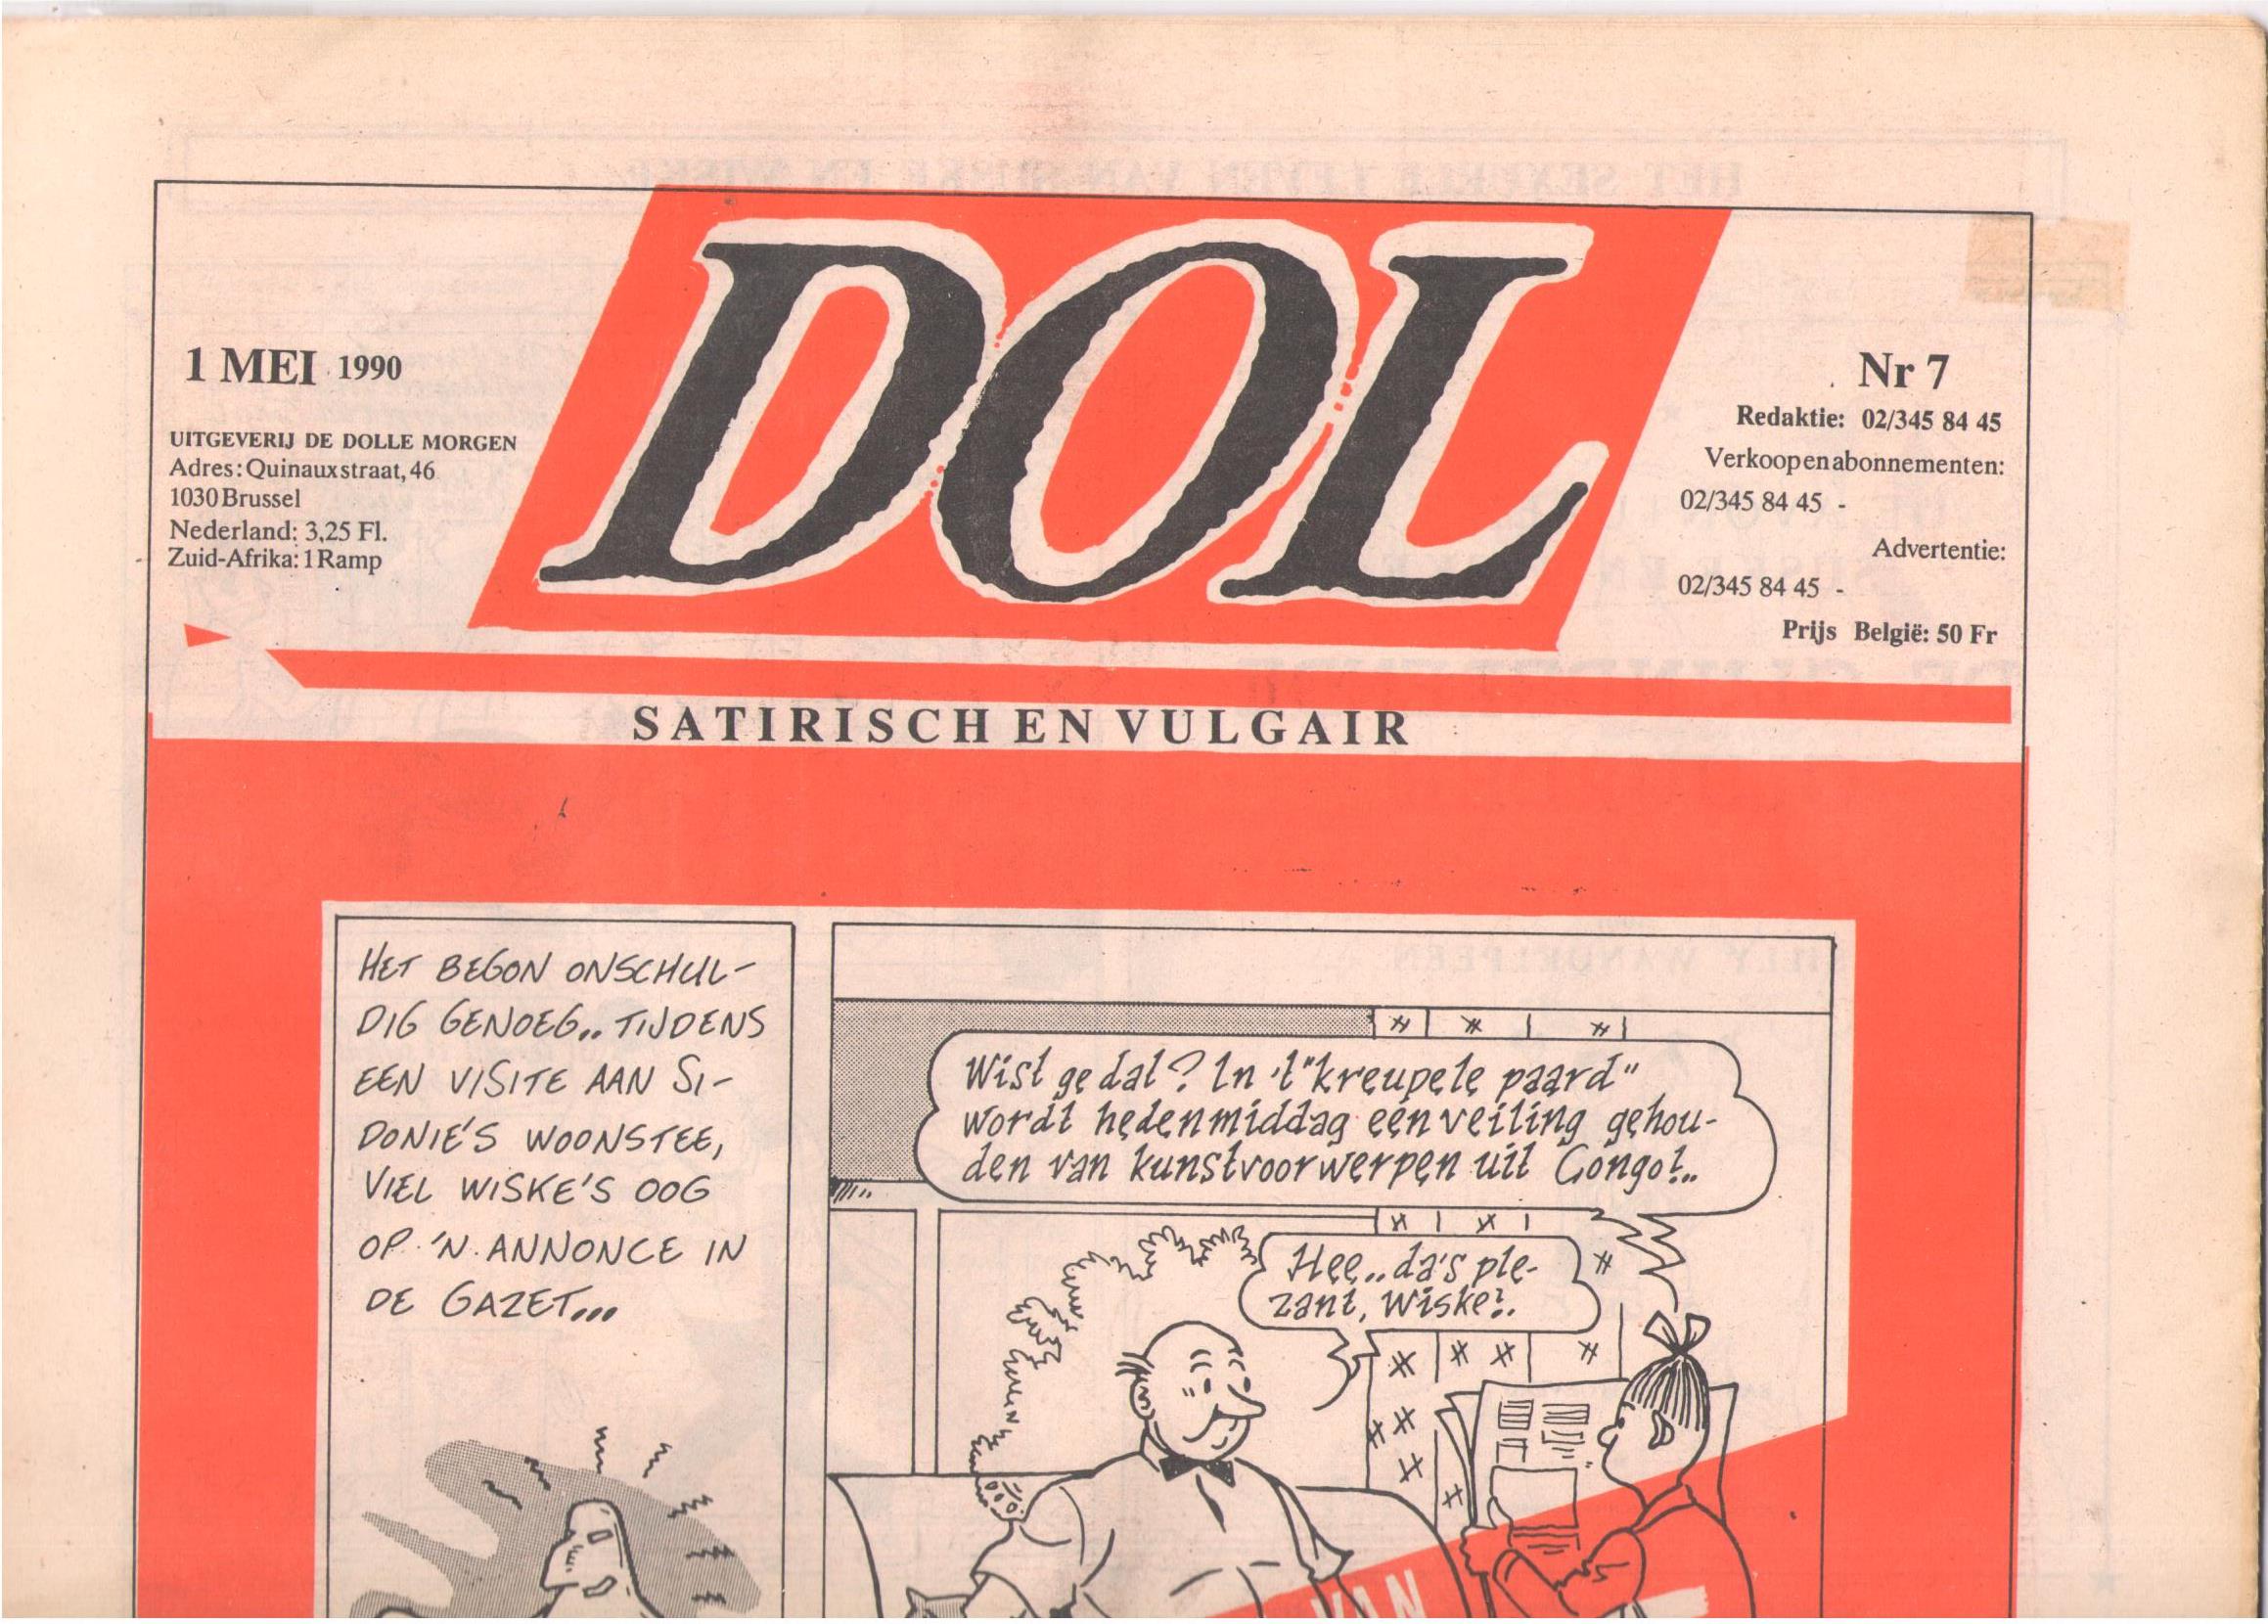 DOL
1 MEI 1990
UITGEVERIJ DE DOLLE MORGEN
Adres: Quinauxstraat, 46
1030 Brussel
Nederland: 3,25 Fl.
Zuid-Afrika: 1 Ramp
Nr 7
Redaktie: 02/345 84 45
Verkoop en abonnementen:
02/345 84 45 -
Advertentie:
02/345 84 45 -
Prijs België: 50 Fr
SATIRISCH EN VULGAIR
HET BEGON ONSCHUL-
DIG GENOEG.. TIJDENS
EEN VISITE AAN SI-
DONIE'S WOONSTEE,
VIEL WISKE'S OOG
OP 'N ANNONCE IN
DE GAZET...
Wist ge dat? In 't "kreupele paard"
wordt hedenmiddag een veiling gehou-
den van kunstvoorwerpen uit Congo!..
Hee.. da's ple-
zant, Wiske!.
VAN